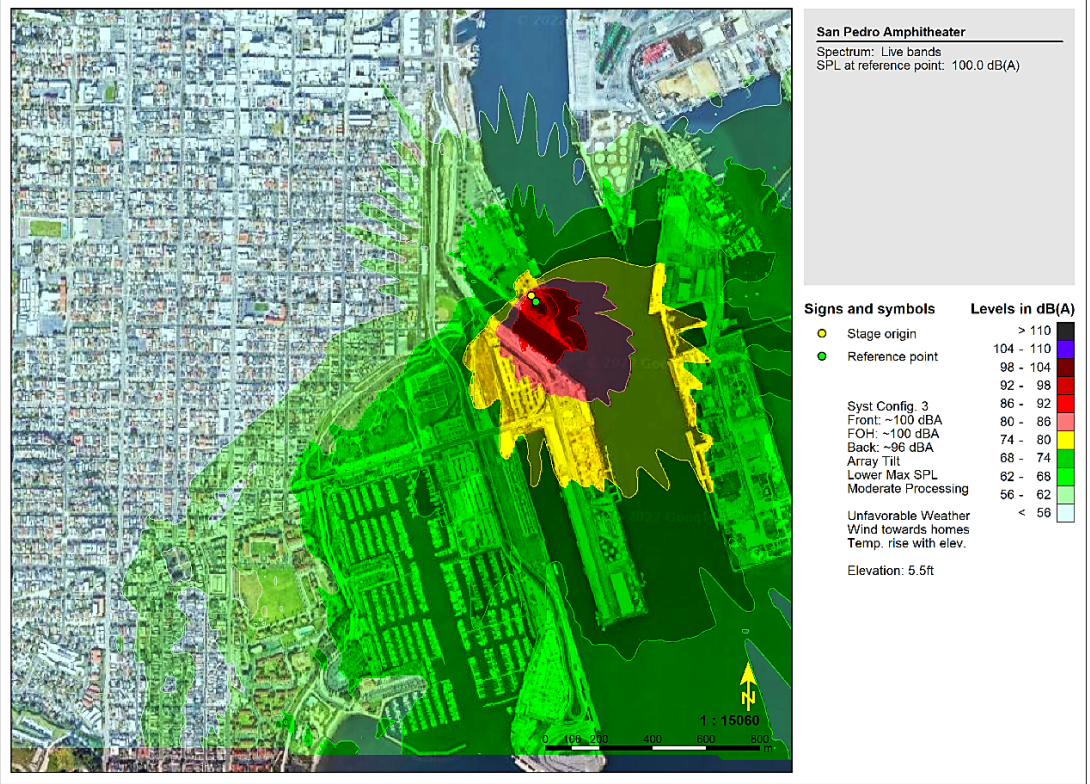 San Pedro Amphitheater
Spectrum: Live bands
SPL at reference point: 100.0 dB(A)
Signs and symbols
Stage origin
Reference point
Levels in dB(A)
> 110
104 - 110
98 - 104
92 - 98
86 - 92
80 - 86
74 - 80
68 - 74
62 - 68
56 - 62
< 56
Syst Config. 3
Front: ~100 dBA
FOH: ~100 dBA
Back: ~96 dBA
Array Tilt
Lower Max SPL
Moderate Processing
Unfavorable Weather
Wind towards homes
Temp. rise with elev.
Elevation: 5.5ft
N
1 : 15060
0 100 200 400 600 800
m